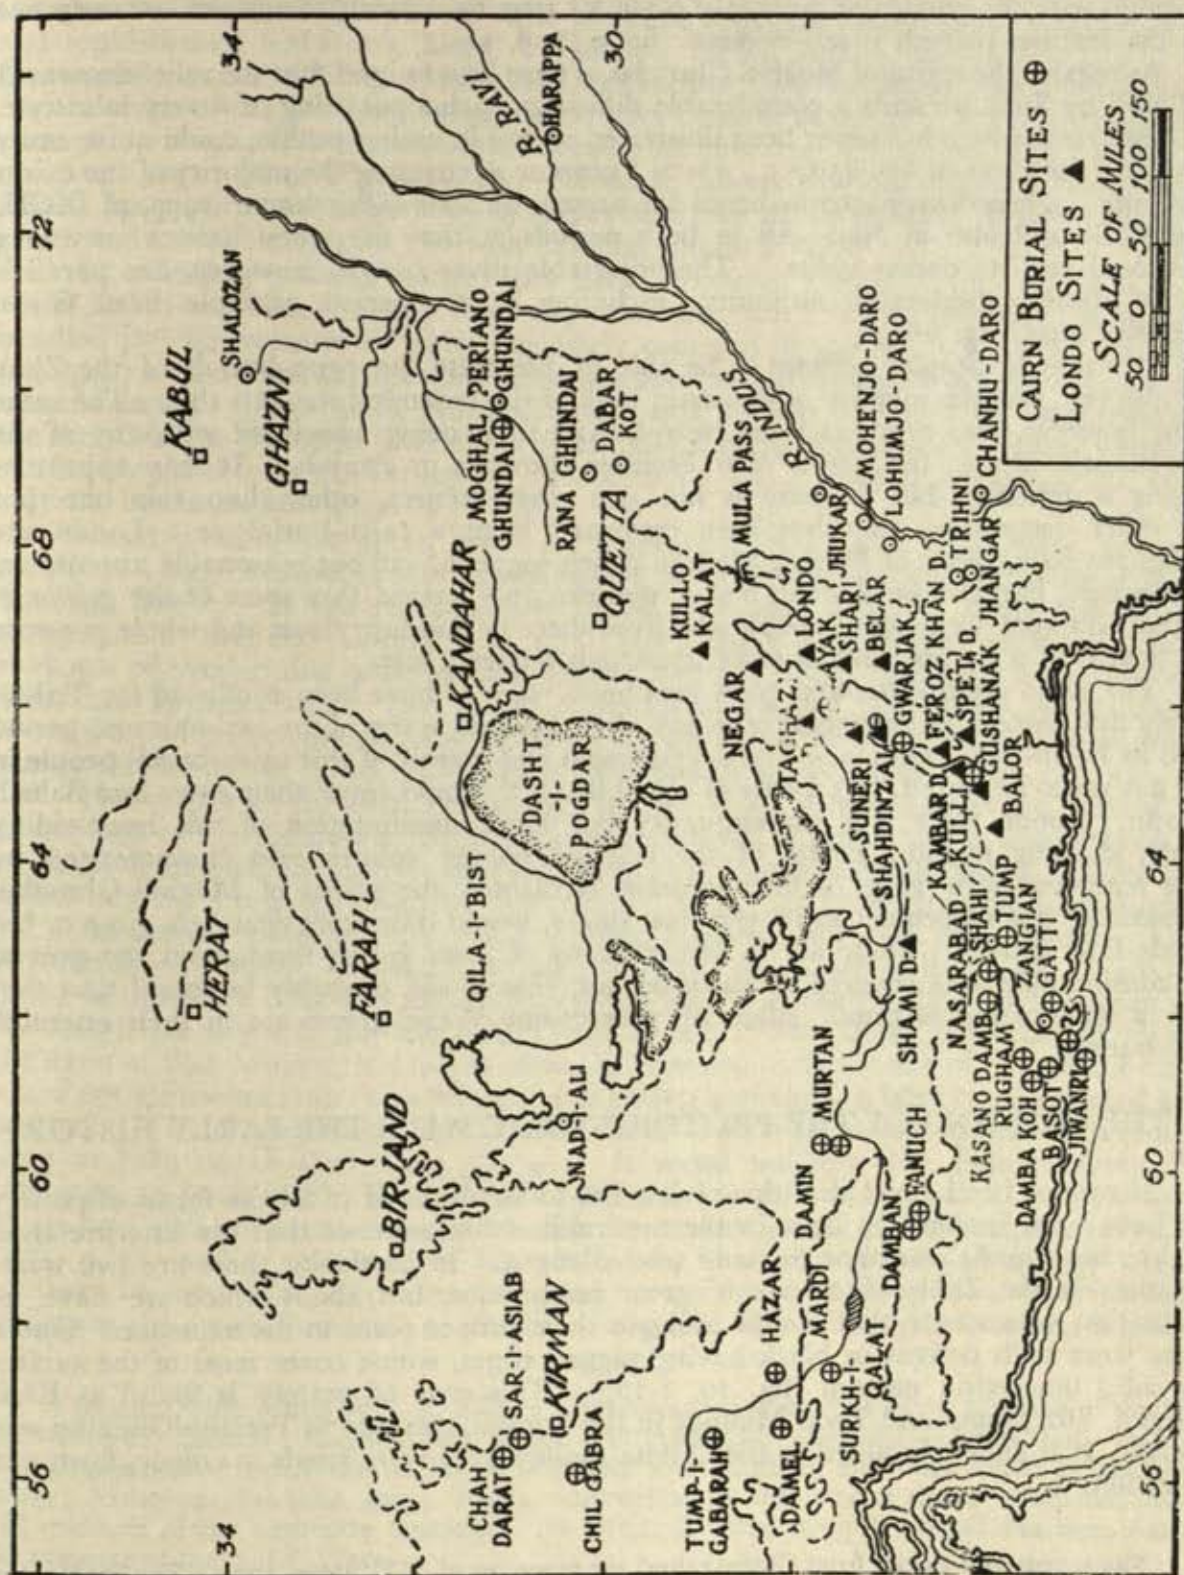 56
60
64
68
72
34
34
30
HERAT
KABUL
SHALOZAN
GHAZNI
FARAH
BIRJAND
QILA-I-BIST
KANDAHAR
DASHT
-I-
POGDAR
MOGHAL
GHUNDAI
PERIANO
GHUNDAI
RANA GHUNDAI
DABAR
KOT
QUETTA
R. RAVI
HARAPPA
NAD-I-ALI
CHAH
DARAT
SAR-I-ASIAB
KIRMAN
CHIL DABRA
TUMP-I-
GABARAH
HAZAR
DAMEL
MARDI
SURKH-I-
QALAT
DAMIN
DAMBAN
MURTAN
FANUCH
KULLO
KALAT
MULA PASS
R. INDUS
NEGAR
LONDO
TAGHAZ.
AYAK
SHARI
JHUKAR
MOHENJO-DARO
LOHUMJO-DARO
SUNERI
BELĀR
SHAHDINZAI
GWARJAK
SHAMI D.
KAMBAR D.
FEROZ KHĀN D.
SPET D.
TRIHNI
CHANHU-DARO
NASARABAD
KULLI
GUSHANAK
JHANGAR
BALOR
KASANO DAMB
SHAHI
TUMP
RUGHAM
ZANGIAN
DAMBA KOH
GATTI
BASOT
JIWANRI
CAIRN BURIAL SITES
LONDO SITES
SCALE OF MILES
50 0 50 100 150